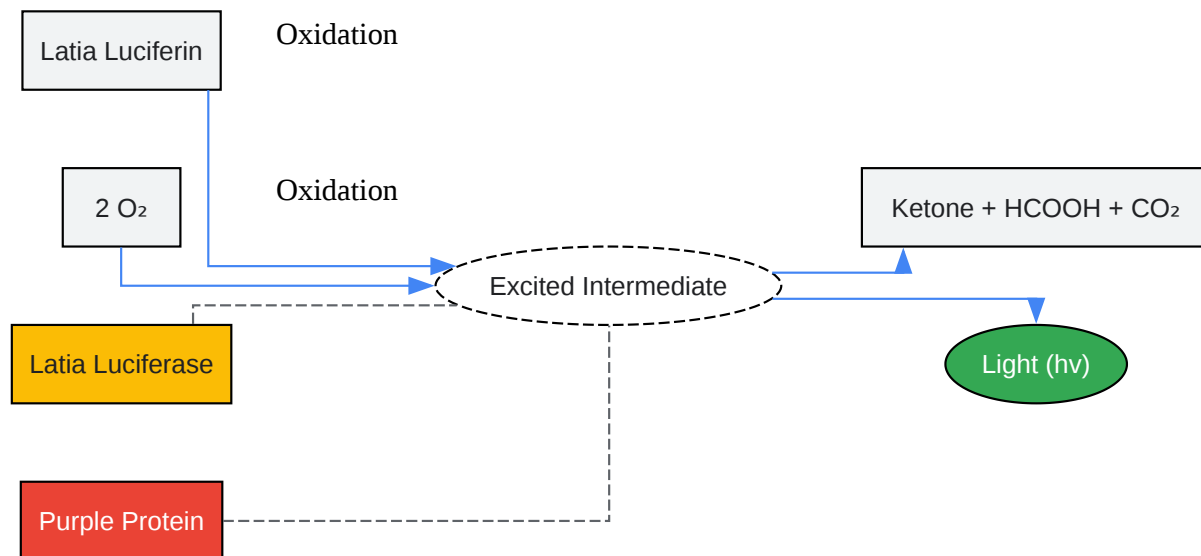 Latia Luciferin
Oxidation
Oxidation
2 O₂
Ketone + HCOOH + CO₂
Excited Intermediate
Latia Luciferase
Light (hv)
Purple Protein